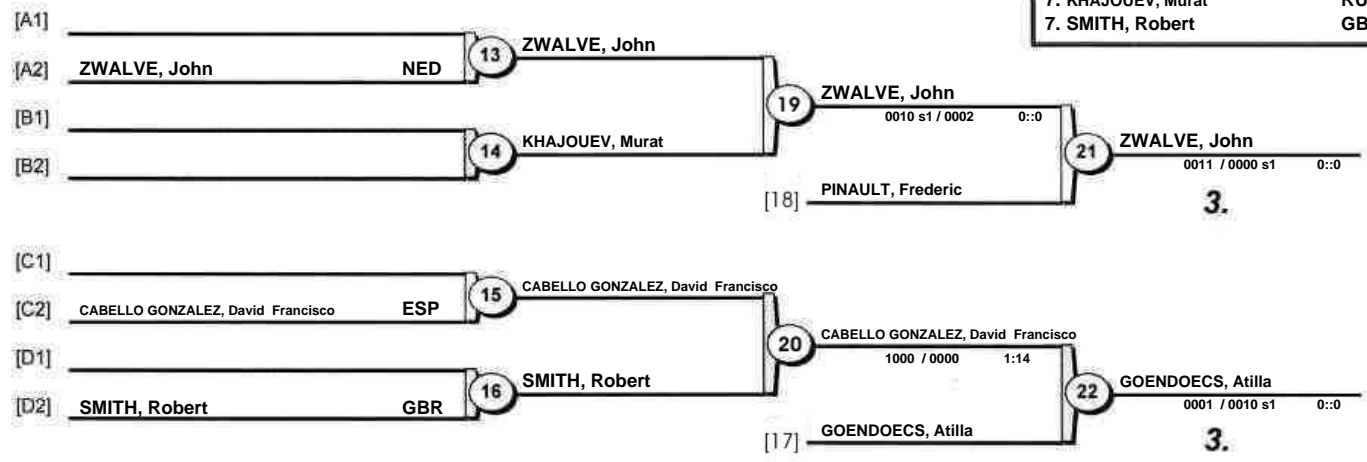 7. KHAJOUEV, Murat RU
7. SMITH, Robert GB
[A1]
ZWALVE, John
[A2] ZWALVE, John NED
13
ZWALVE, John
19
0010 s1 / 0002 0::0
[B1]
ZWALVE, John
14 KHAJOUEV, Murat
21
0011 / 0000 s1 0::0
[B2]
[18] PINAULT, Frederic
3.
[C1]
CABELLO GONZALEZ, David Francisco
15
[C2] CABELLO GONZALEZ, David Francisco ESP
CABELLO GONZALEZ, David Francisco
20
[D1]
1000 / 0000 1:14
16 SMITH, Robert
GOENDOECS, Atilla
22
[D2] SMITH, Robert GBR
0001 / 0010 s1 0::0
[17] GOENDOECS, Atilla
3.